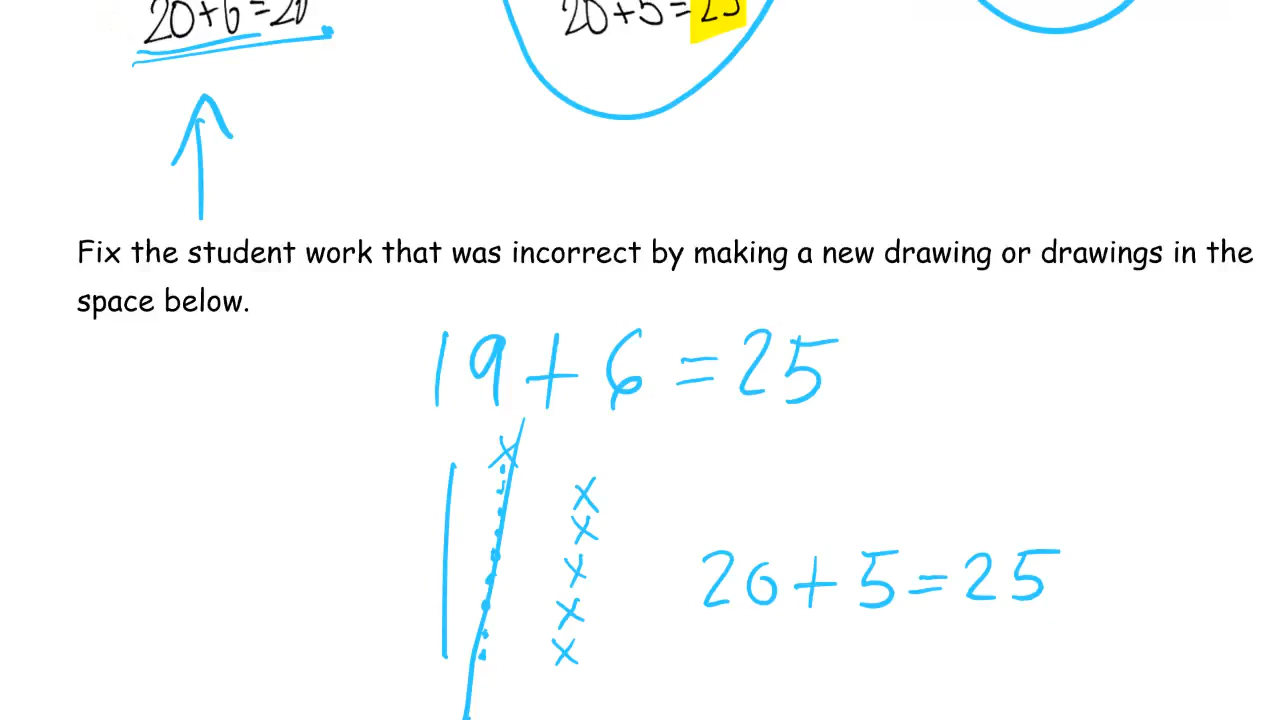 20+6=26
20+5=25
Fix the student work that was incorrect by making a new drawing or drawings in the
space below.
19+6=25
x
x
x
x
x
x
20+5=25